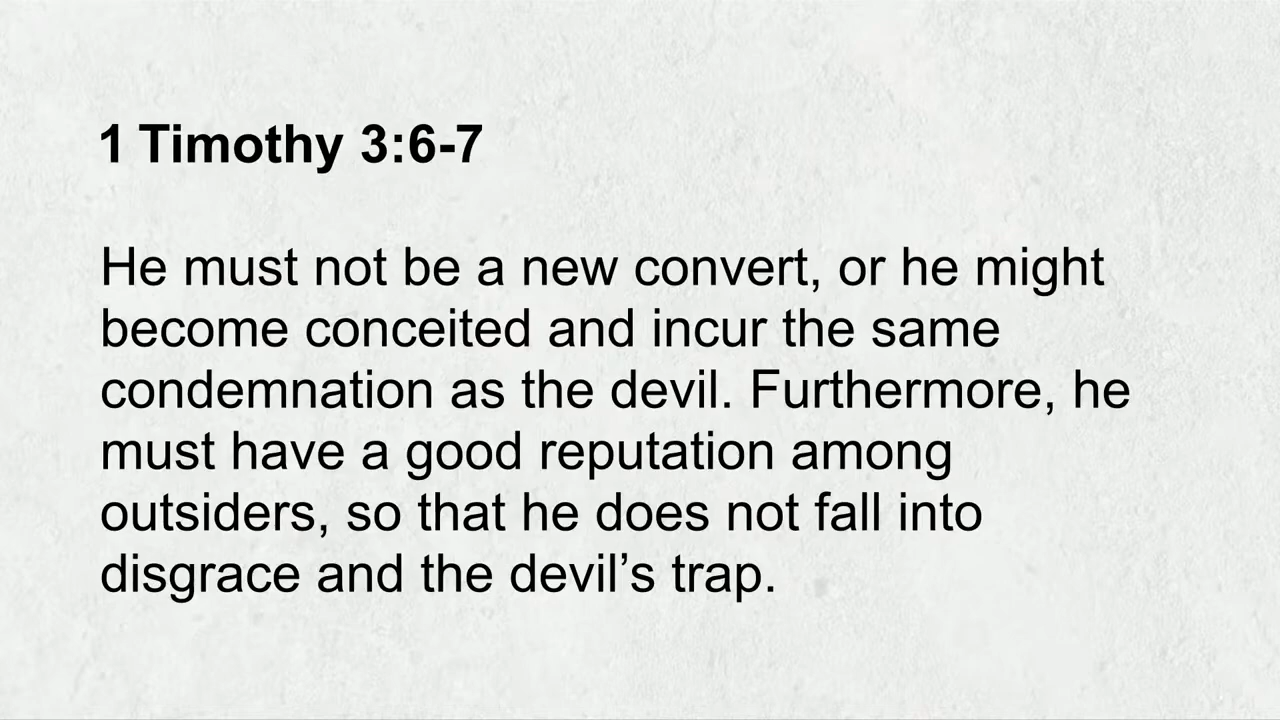 1 Timothy 3:6-7
He must not be a new convert, or he might
become conceited and incur the same
condemnation as the devil. Furthermore, he
must have a good reputation among
outsiders, so that he does not fall into
disgrace and the devil’s trap.